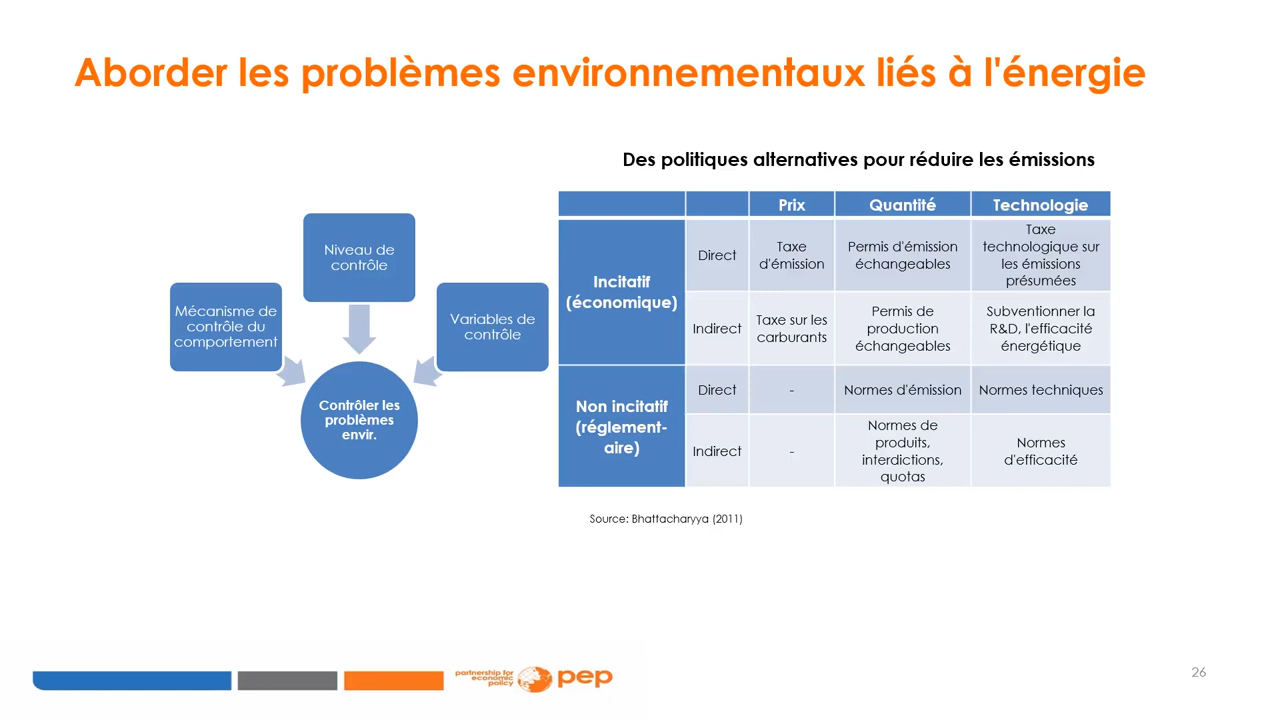 Aborder les problèmes environnementaux liés à l'énergie
Niveau de
contrôle
Mécanisme de
contrôle du
comportement
Variables de
contrôle
Contrôler les
problèmes
envir.
Des politiques alternatives pour réduire les émissions
Prix
Quantité
Technologie
Incitatif
(économique)
Direct
Taxe
d'émission
Permis d'émission
échangeables
Taxe
technologique sur
les émissions
présumées
Indirect
Taxe sur les
carburants
Permis de
production
échangeables
Subventionner la
R&D, l'efficacité
énergétique
Non incitatif
(réglement-
aire)
Direct
-
Normes d'émission
Normes techniques
Indirect
-
Normes de
produits,
interdictions,
quotas
Normes
d'efficacité
Source: Bhattacharyya (2011)
partnership for
economic
policy
pep
26